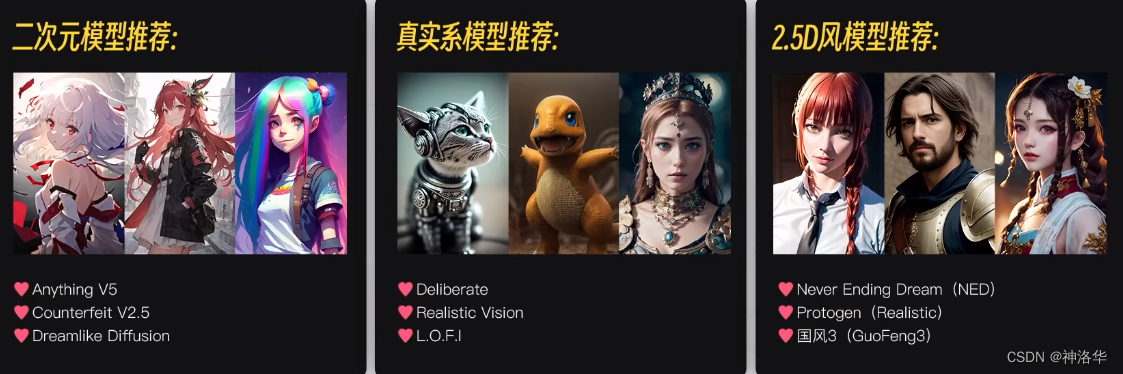 二次元模型推荐:
Anything V5
Counterfeit V2.5
Dreamlike Diffusion
真实系模型推荐:
Deliberate
Realistic Vision
L.O.F.I
2.5D风模型推荐:
Never Ending Dream（NED）
Protogen（Realistic）
国风3（GuoFeng3）
CSDN @神洛华